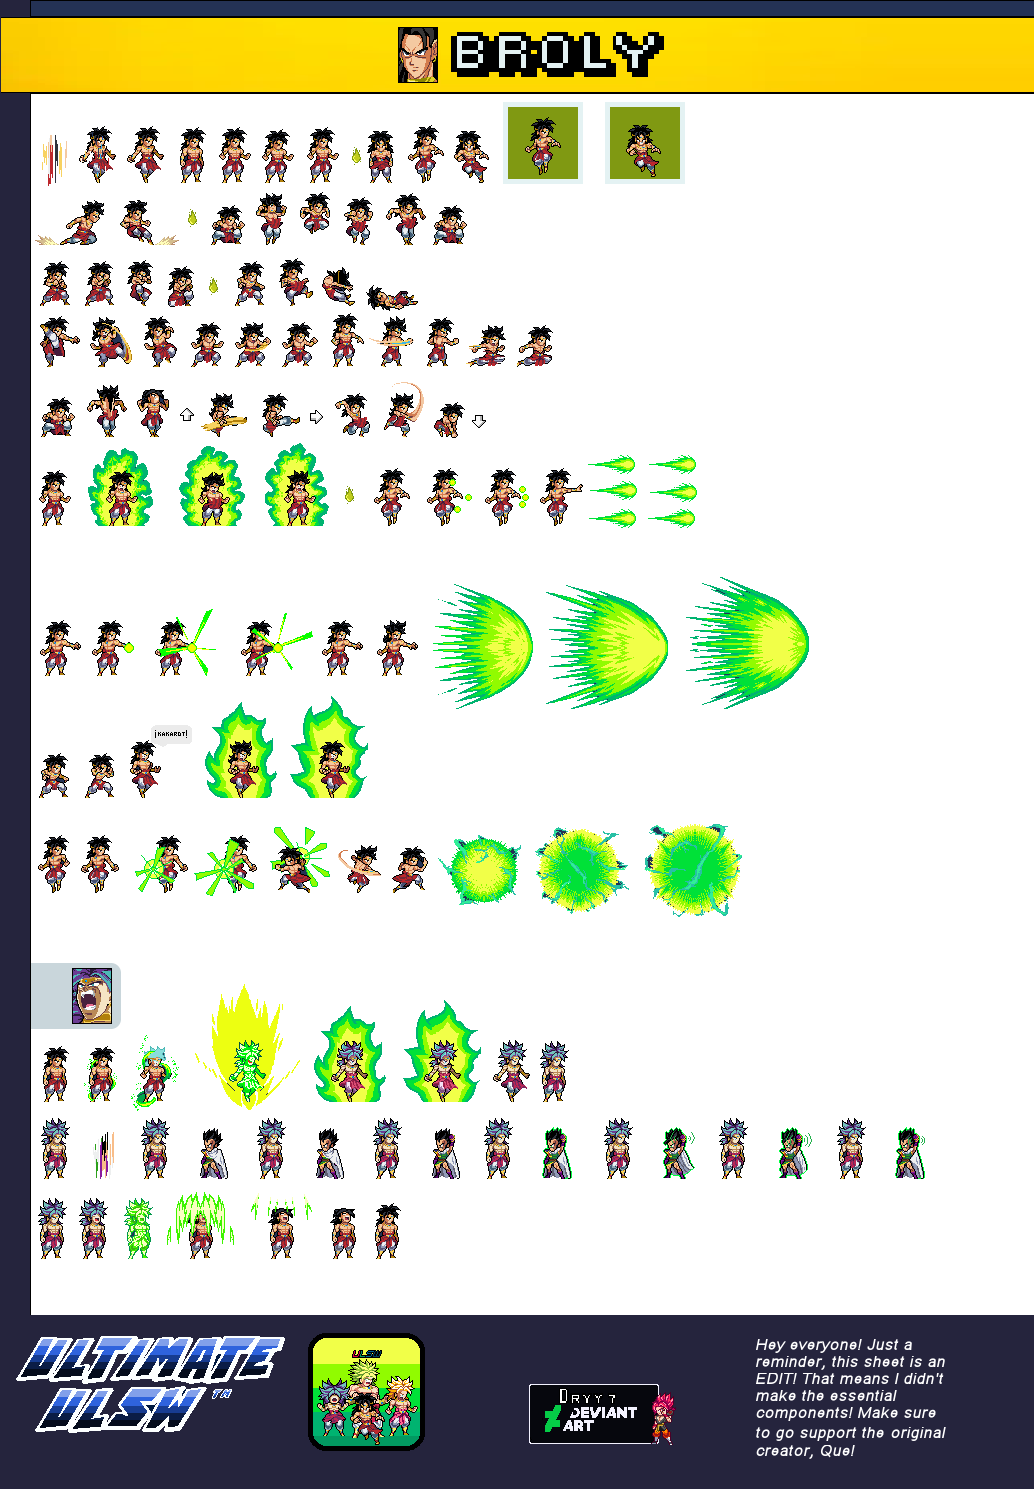 BROLY
¡KAKAROT!
ULTIMATE
ULSW TM
ULSW
DRYY7
DEVIANT
ART
Hey everyone! Just a
reminder, this sheet is an
EDIT! That means I didn't
make the essential
components! Make sure
to go support the original
creator, Que!